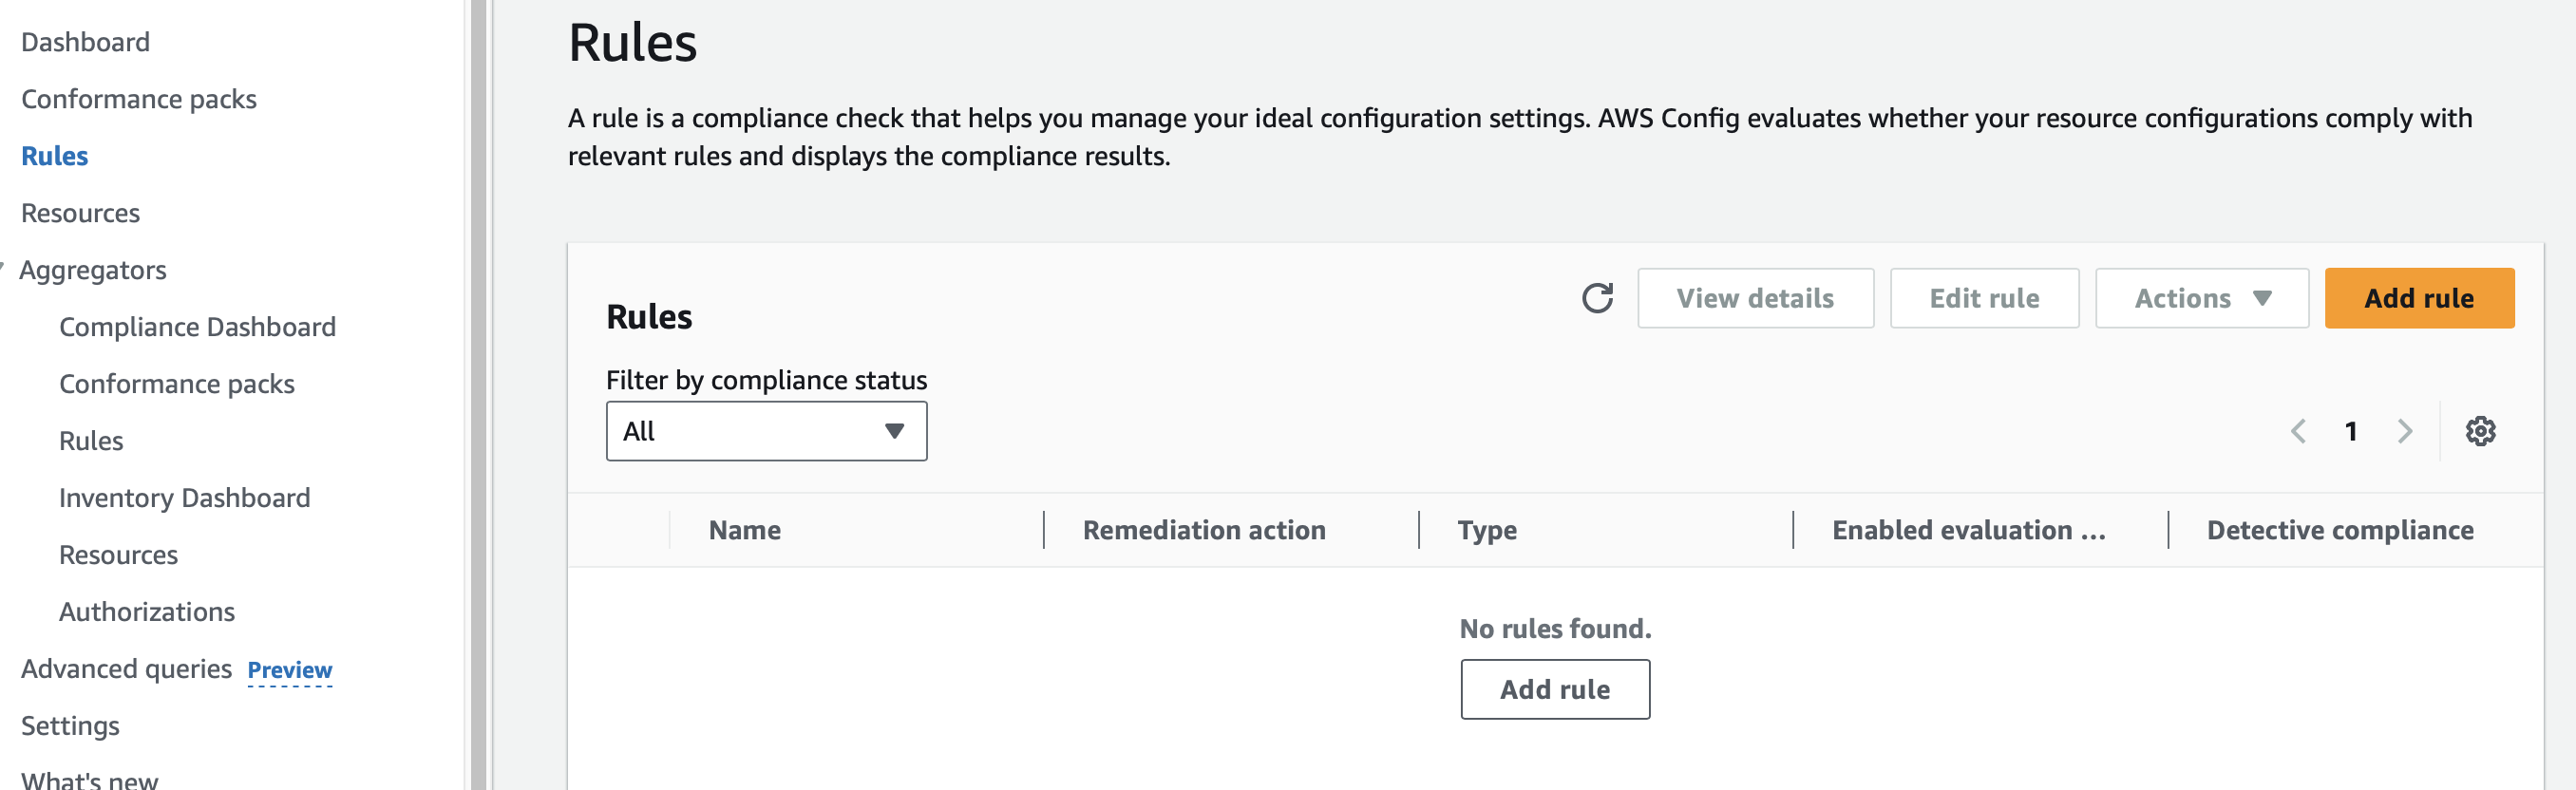 Dashboard
Conformance packs
Rules
Resources
Aggregators
Compliance Dashboard
Conformance packs
Rules
Inventory Dashboard
Resources
Authorizations
Advanced queries Preview
Settings
What's new
Rules
A rule is a compliance check that helps you manage your ideal configuration settings. AWS Config evaluates whether your resource configurations comply with
relevant rules and displays the compliance results.
Rules
View details Edit rule Actions Add rule
Filter by compliance status
All
1
Name Remediation action Type Enabled evaluation ... Detective compliance
No rules found.
Add rule